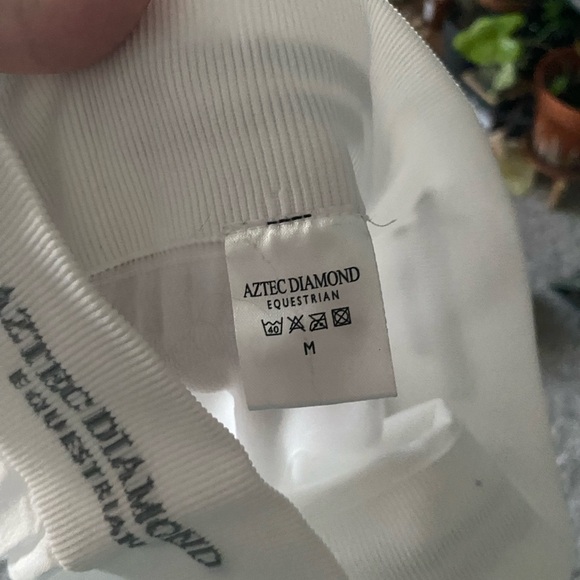 AZTEC DIAMOND
EQUESTRIAN
40
M
AZTEC DIAMOND
EQUESTRIAN